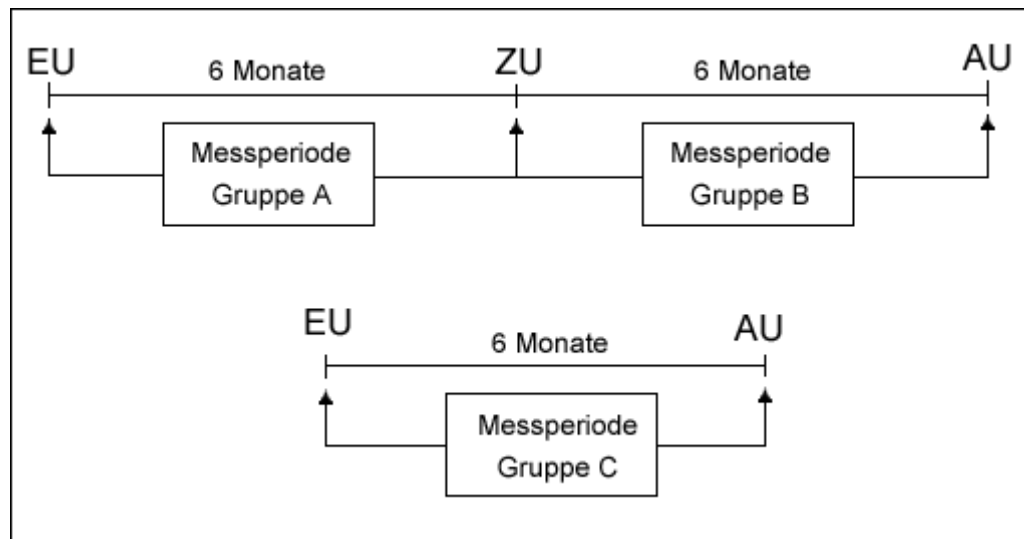 EU 6 Monate ZU 6 Monate AU
Messperiode
Gruppe A
Messperiode
Gruppe B
EU 6 Monate AU
Messperiode
Gruppe C